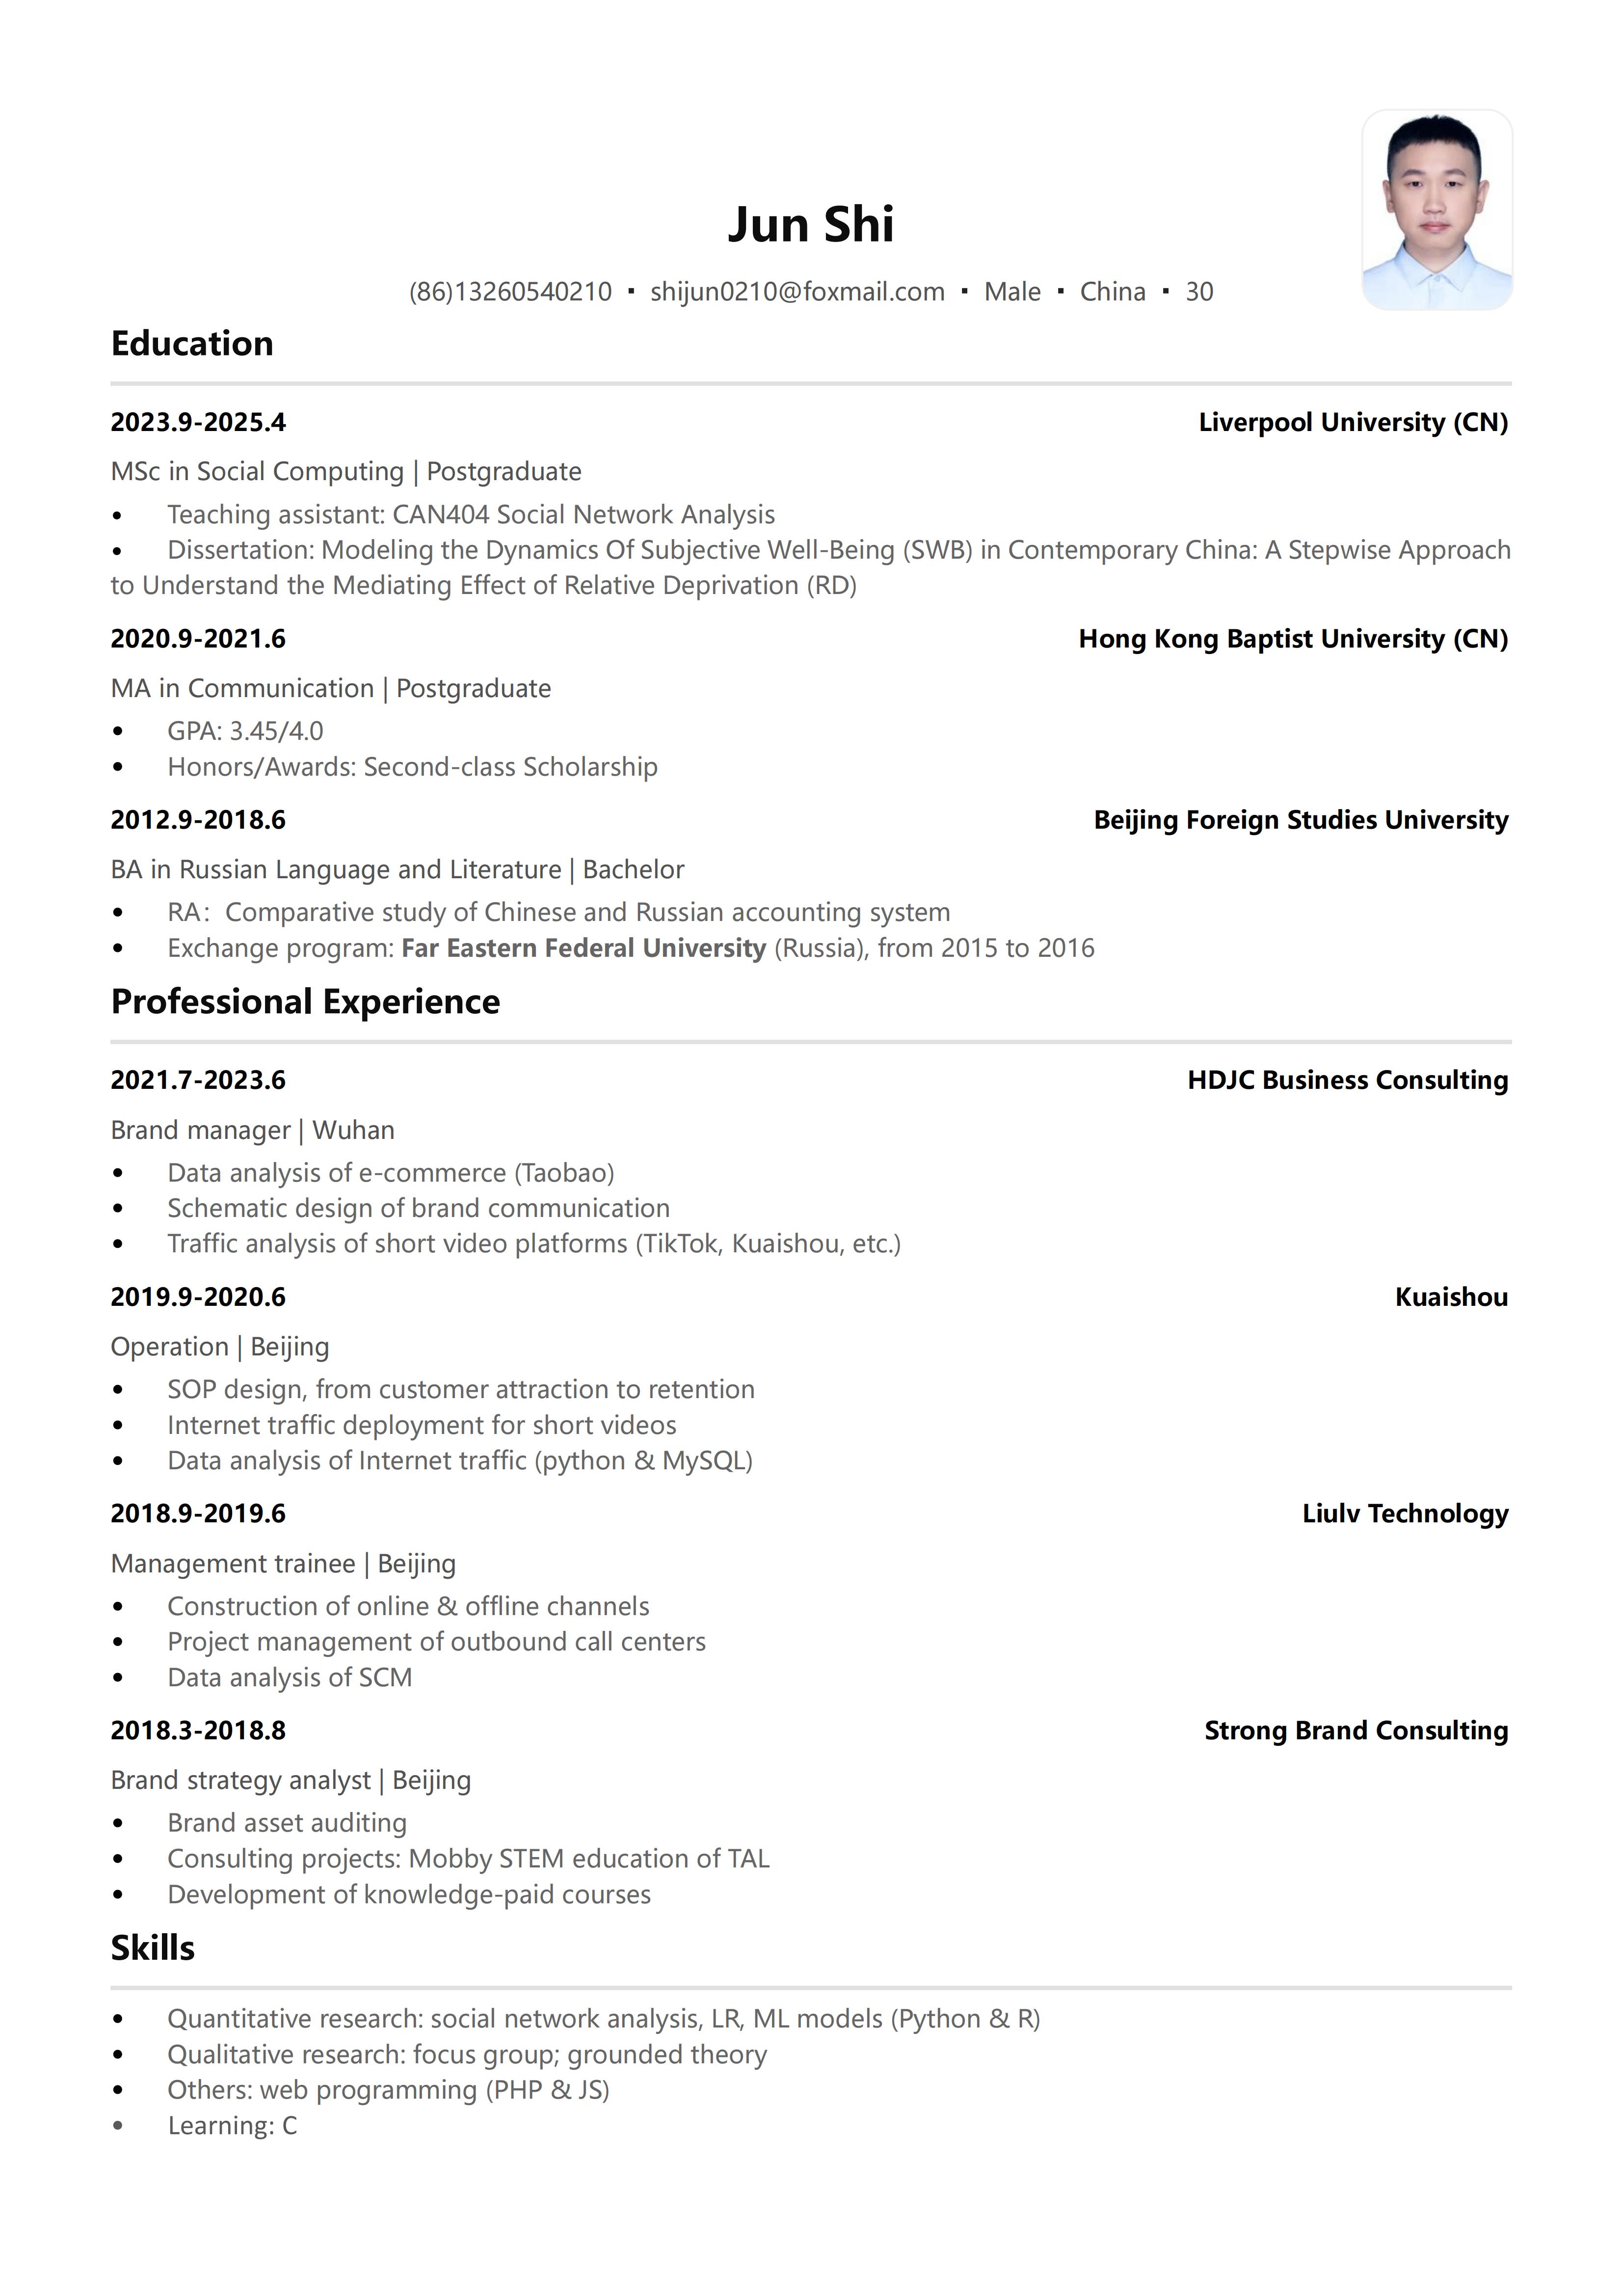 Jun Shi
(86)13260540210 ▪ shijun0210@foxmail.com ▪ Male ▪ China ▪ 30
Education
2023.9-2025.4 Liverpool University (CN)
MSc in Social Computing | Postgraduate
• Teaching assistant: CAN404 Social Network Analysis
• Dissertation: Modeling the Dynamics Of Subjective Well-Being (SWB) in Contemporary China: A Stepwise Approach
to Understand the Mediating Effect of Relative Deprivation (RD)
2020.9-2021.6 Hong Kong Baptist University (CN)
MA in Communication | Postgraduate
• GPA: 3.45/4.0
• Honors/Awards: Second-class Scholarship
2012.9-2018.6 Beijing Foreign Studies University
BA in Russian Language and Literature | Bachelor
• RA：Comparative study of Chinese and Russian accounting system
• Exchange program: Far Eastern Federal University (Russia), from 2015 to 2016
Professional Experience
2021.7-2023.6 HDJC Business Consulting
Brand manager | Wuhan
• Data analysis of e-commerce (Taobao)
• Schematic design of brand communication
• Traffic analysis of short video platforms (TikTok, Kuaishou, etc.)
2019.9-2020.6 Kuaishou
Operation | Beijing
• SOP design, from customer attraction to retention
• Internet traffic deployment for short videos
• Data analysis of Internet traffic (python & MySQL)
2018.9-2019.6 Liulv Technology
Management trainee | Beijing
• Construction of online & offline channels
• Project management of outbound call centers
• Data analysis of SCM
2018.3-2018.8 Strong Brand Consulting
Brand strategy analyst | Beijing
• Brand asset auditing
• Consulting projects: Mobby STEM education of TAL
• Development of knowledge-paid courses
Skills
• Quantitative research: social network analysis, LR, ML models (Python & R)
• Qualitative research: focus group; grounded theory
• Others: web programming (PHP & JS)
• Learning: C